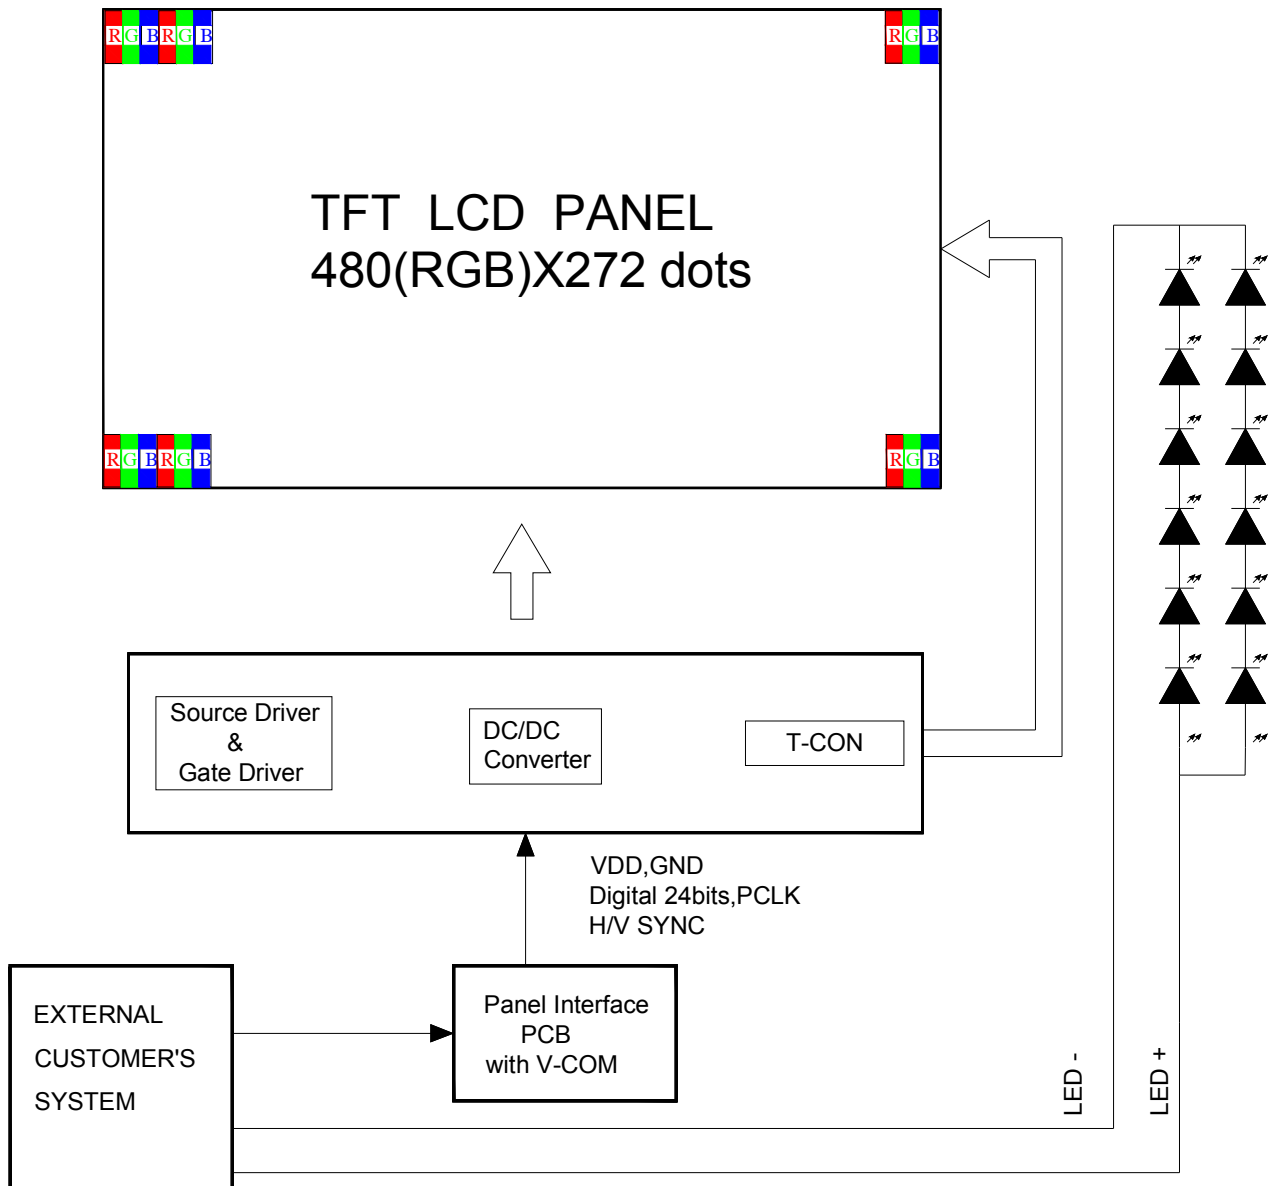 RGBRGB RGB
TFT LCD PANEL
480(RGB)X272 dots
RGBRGB RGB
Source Driver
&
Gate Driver
DC/DC
Converter
T-CON
VDD,GND
Digital 24bits,PCLK
H/V SYNC
EXTERNAL
CUSTOMER'S
SYSTEM
Panel Interface
PCB
with V-COM
LED -
LED +